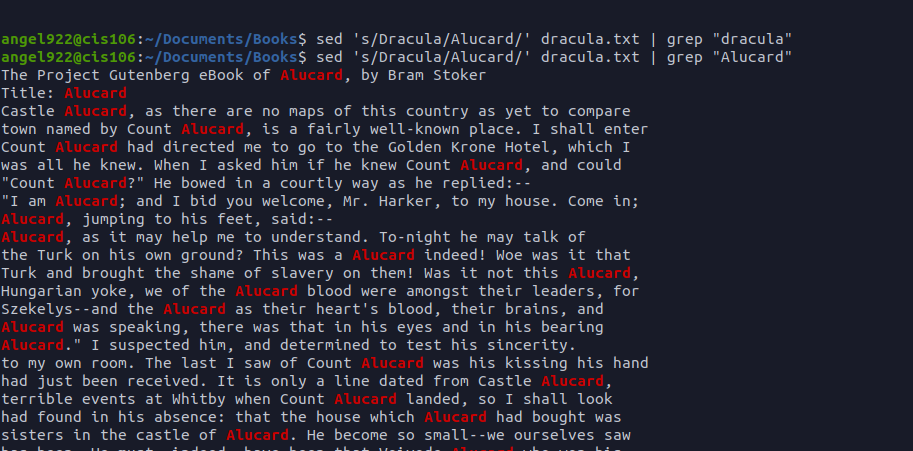 angel922@cis106:~/Documents/Books$ sed 's/Dracula/Alucard/' dracula.txt | grep "dracula"
angel922@cis106:~/Documents/Books$ sed 's/Dracula/Alucard/' dracula.txt | grep "Alucard"
The Project Gutenberg eBook of Alucard, by Bram Stoker
Title: Alucard
Castle Alucard, as there are no maps of this country as yet to compare
town named by Count Alucard, is a fairly well-known place. I shall enter
Count Alucard had directed me to go to the Golden Krone Hotel, which I
was all he knew. When I asked him if he knew Count Alucard, and could
"Count Alucard?" He bowed in a courtly way as he replied:--
"I am Alucard; and I bid you welcome, Mr. Harker, to my house. Come in;
Alucard, jumping to his feet, said:--
Alucard, as it may help me to understand. To-night he may talk of
the Turk on his own ground? This was a Alucard indeed! Woe was it that
Turk and brought the shame of slavery on them! Was it not this Alucard,
Hungarian yoke, we of the Alucard blood were amongst their leaders, for
Szekelys--and the Alucard as their heart's blood, their brains, and
Alucard was speaking, there was that in his eyes and in his bearing
Alucard." I suspected him, and determined to test his sincerity.
to my own room. The last I saw of Count Alucard was his kissing his hand
had just been received. It is only a line dated from Castle Alucard,
terrible events at Whitby when Count Alucard landed, so I shall look
had found in his absence: that the house which Alucard had bought was
sisters in the castle of Alucard. He become so small--we ourselves saw
has been. He must, indeed, have been that Voivode Alucard who won his